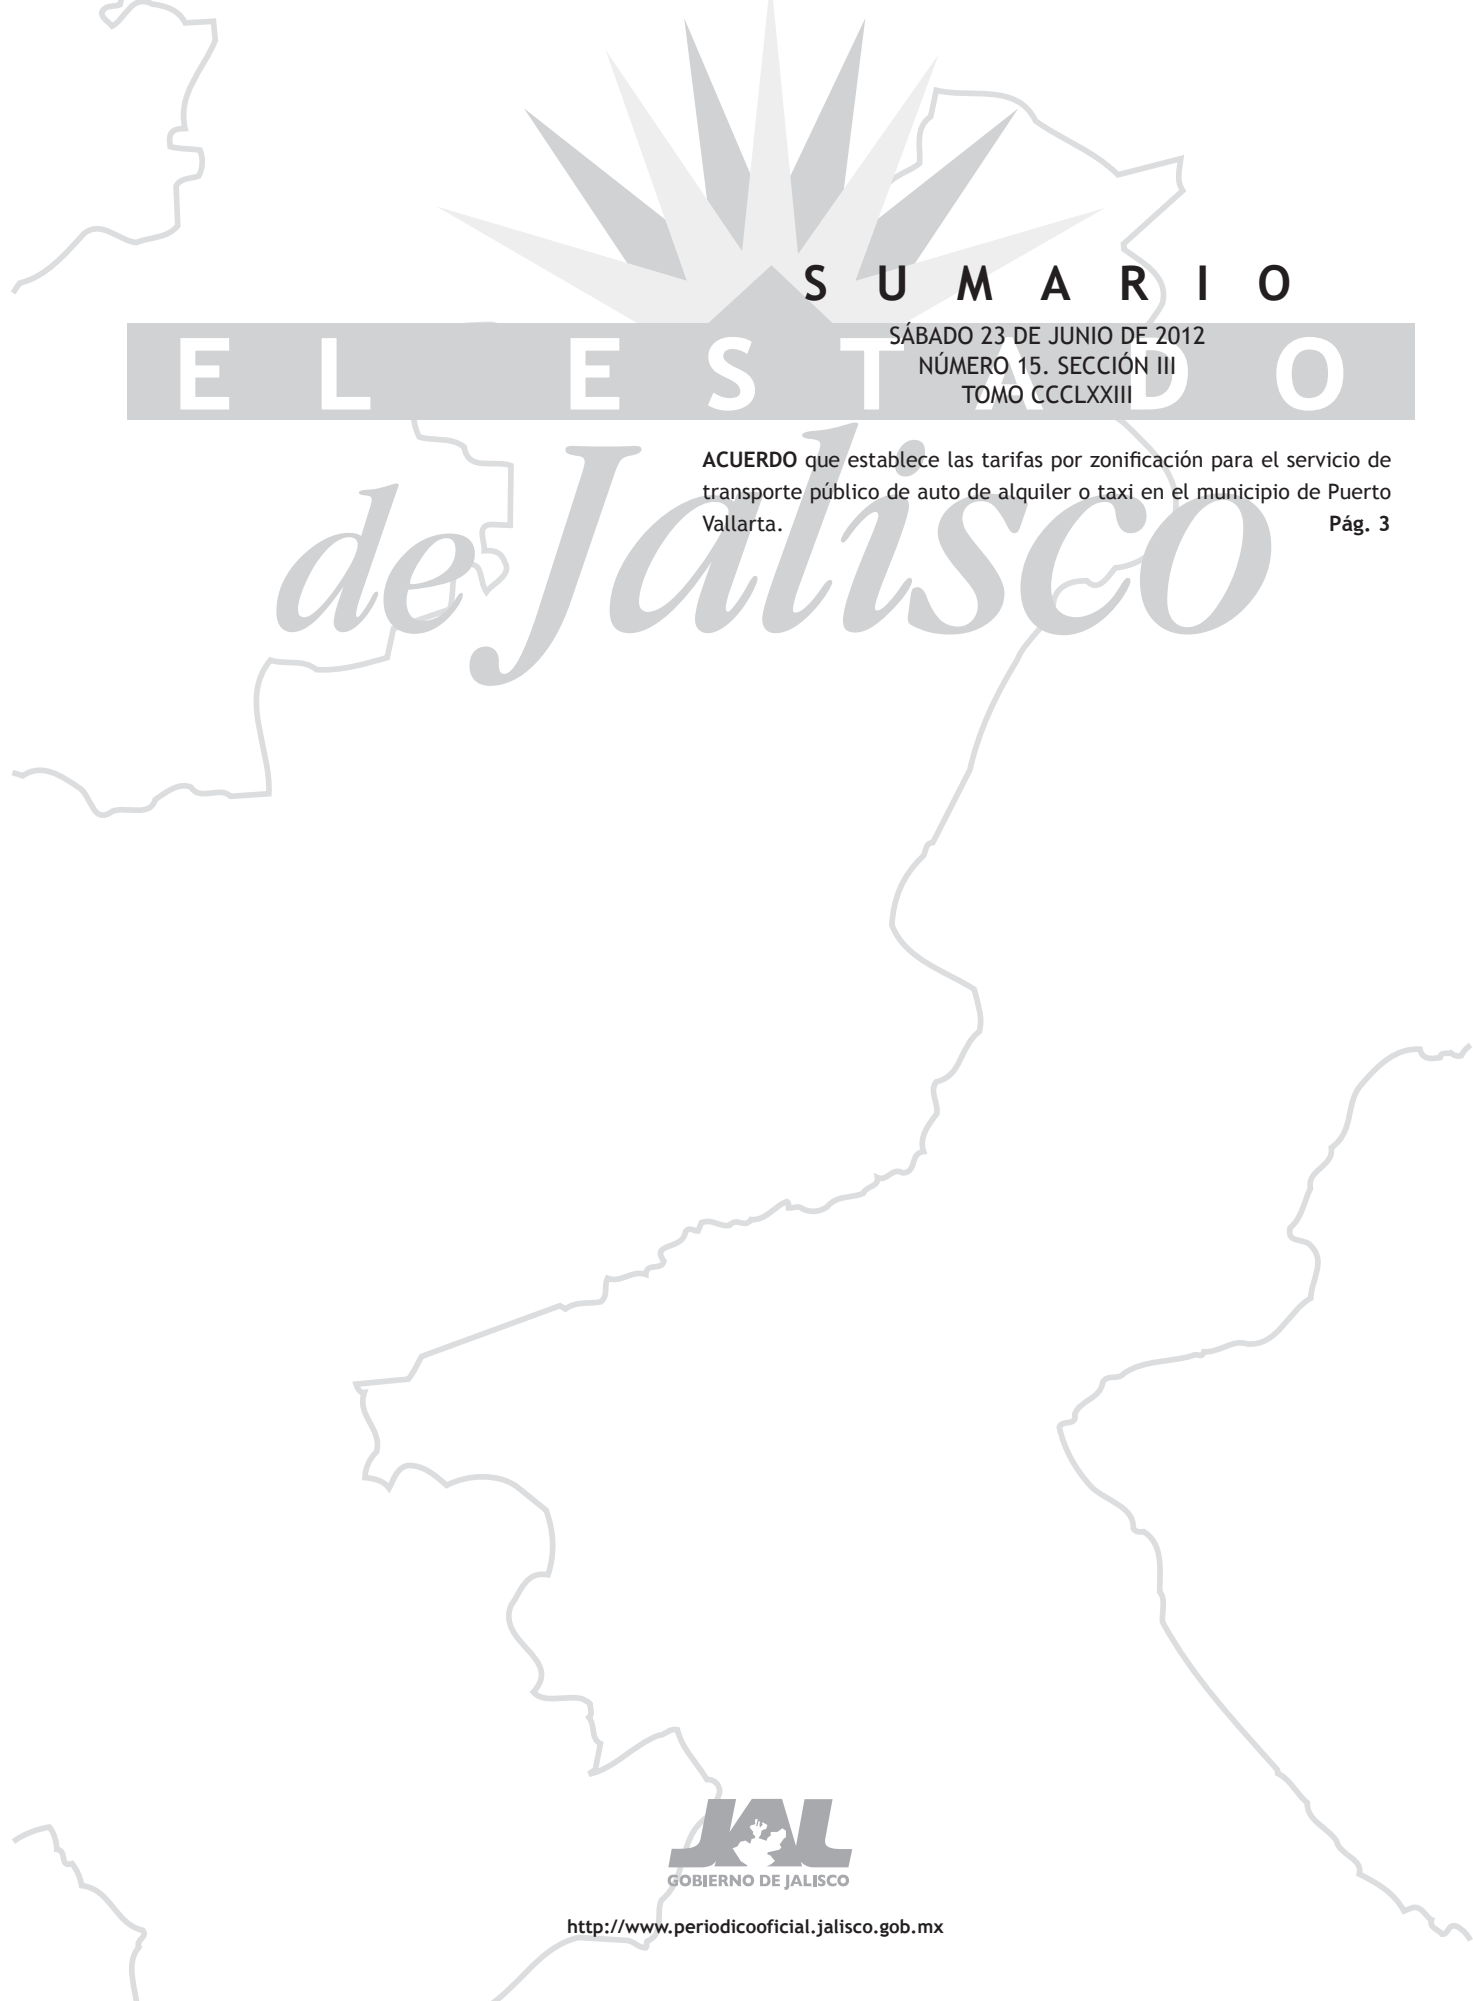 S U M A R I O
SÁBADO 23 DE JUNIO DE 2012
NÚMERO 15. SECCIÓN III
TOMO CCCLXXIII
EL ESTADO
de Jalisco
ACUERDO que establece las tarifas por zonificación para el servicio de
transporte público de auto de alquiler o taxi en el municipio de Puerto
Vallarta. Pág. 3
JAL
GOBIERNO DE JALISCO
http://www.periodicooficial.jalisco.gob.mx